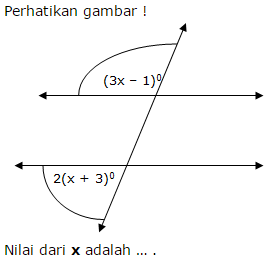 Perhatikan gambar !
(3x – 1)⁰
2(x + 3)⁰
Nilai dari x adalah ... .